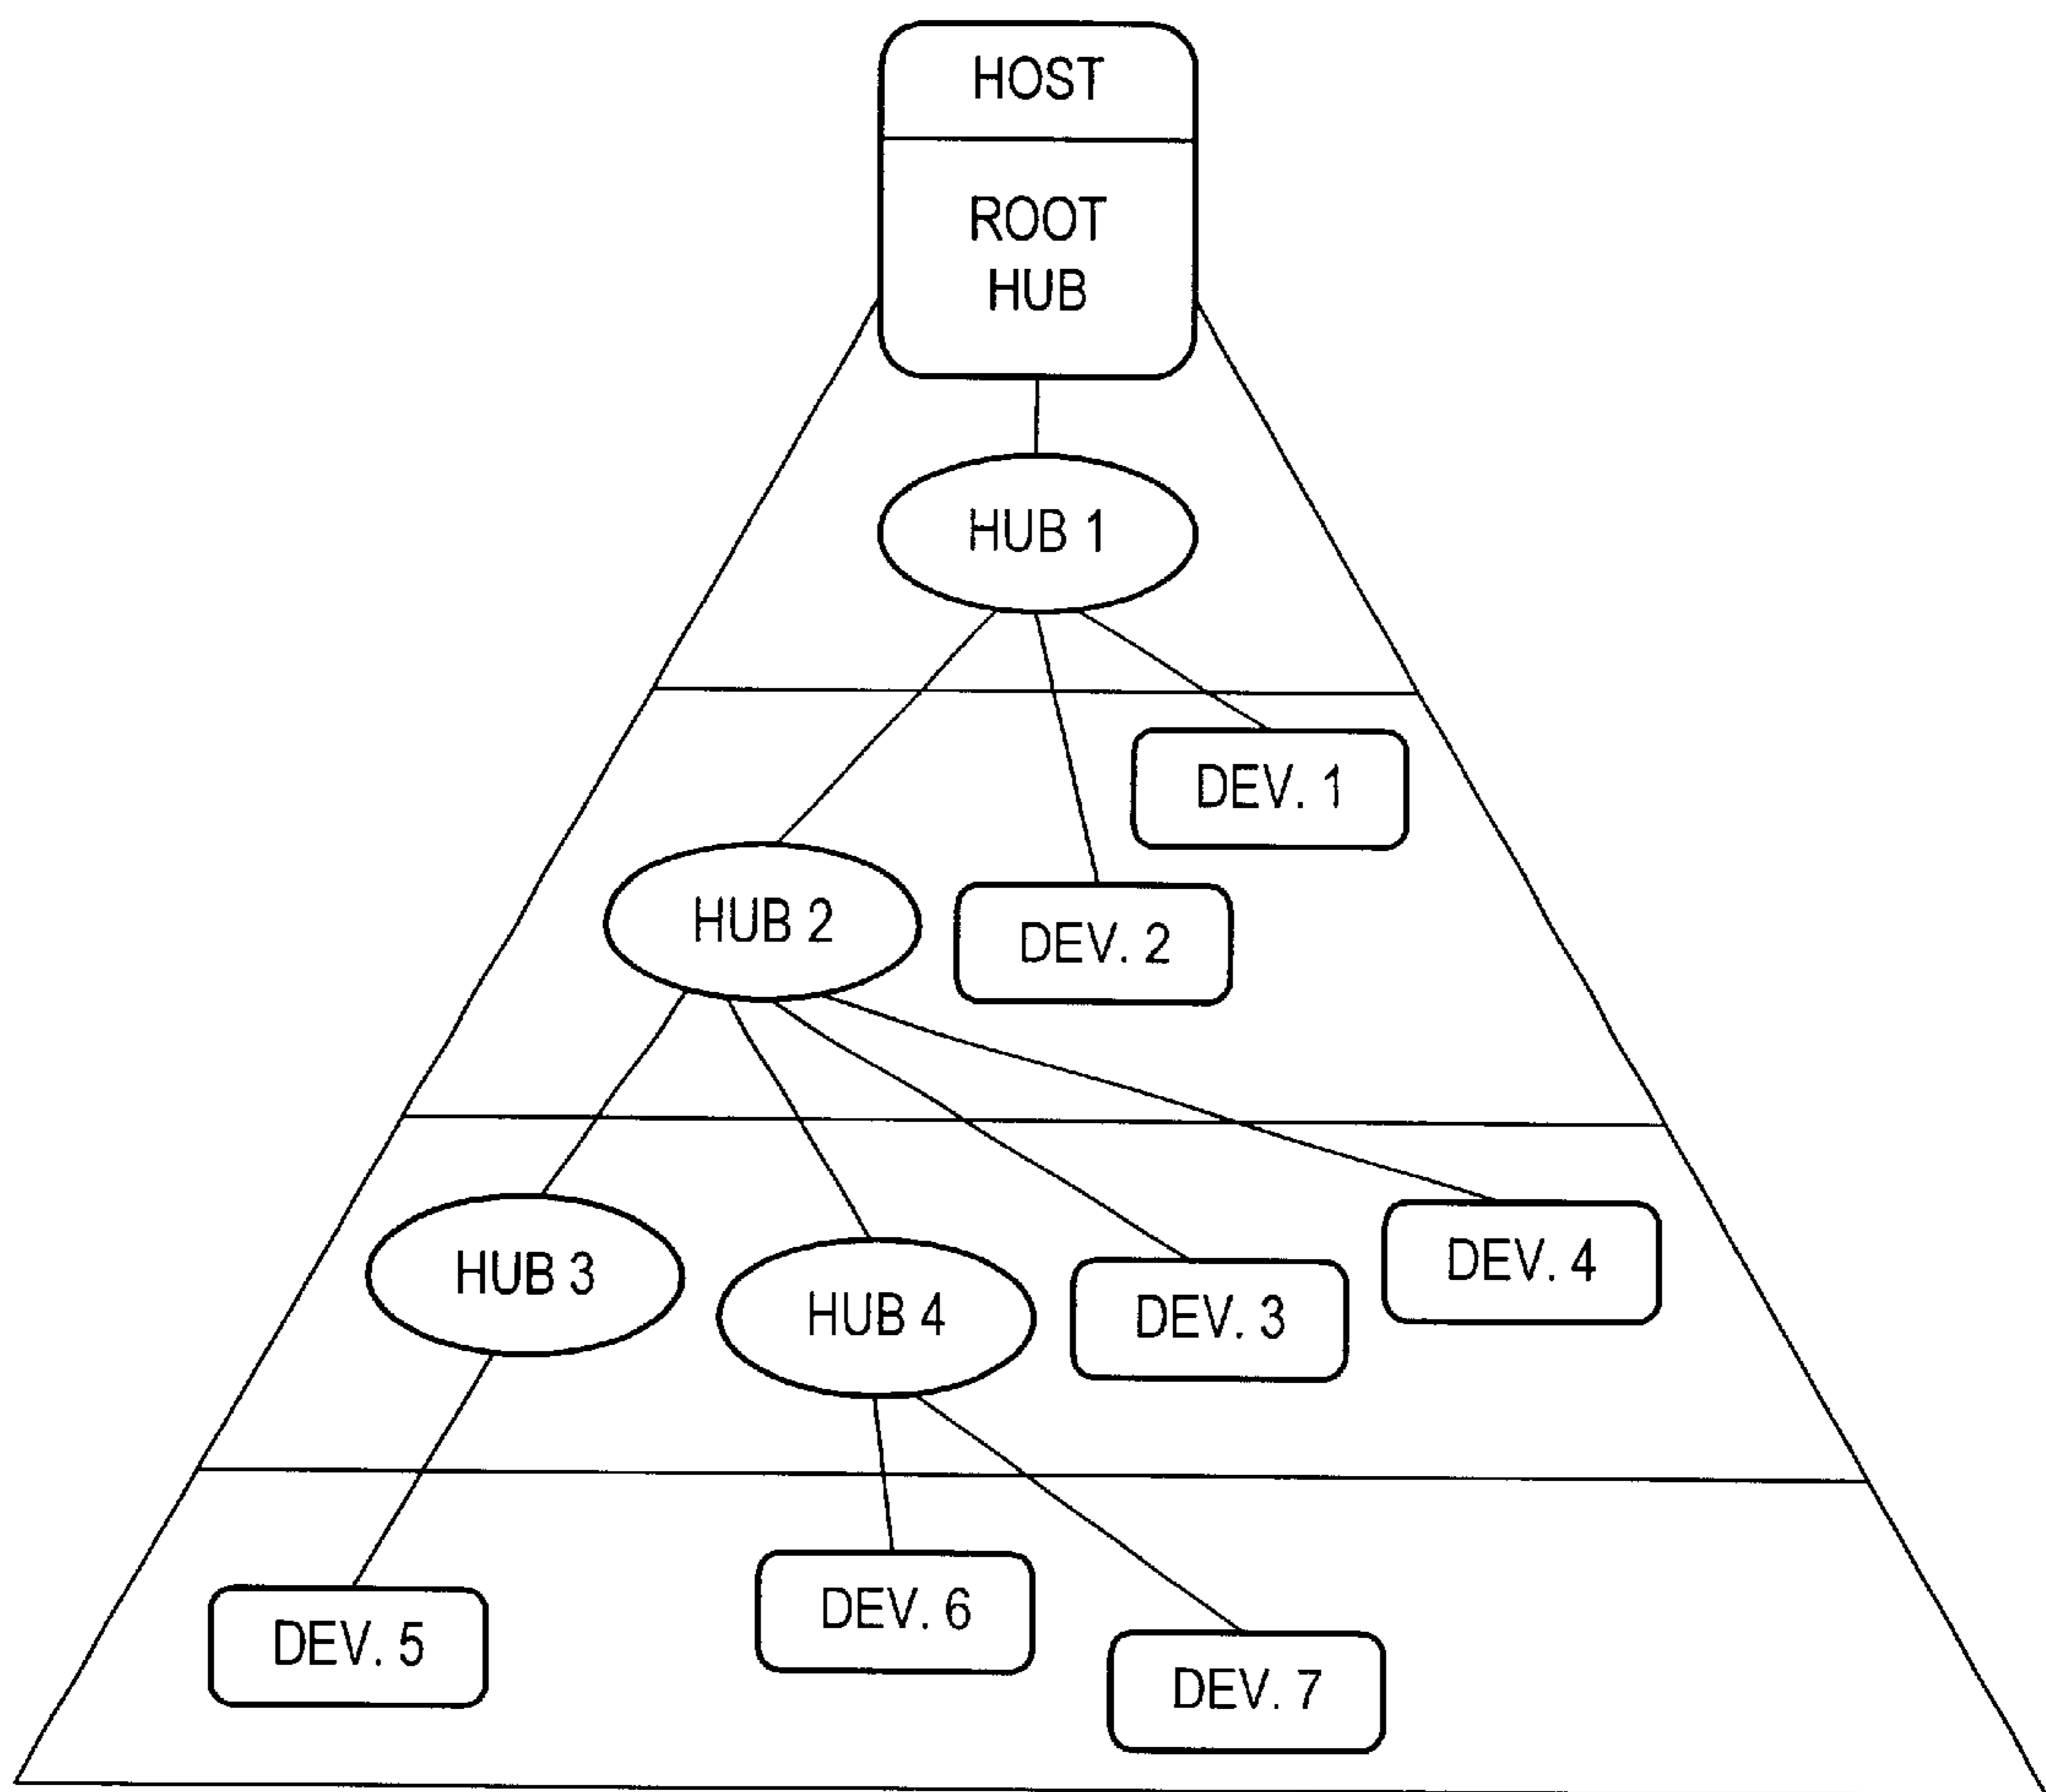 HOST
ROOT
HUB
HUB 1
DEV. 1
HUB 2
DEV. 2
HUB 3
HUB 4
DEV. 3
DEV. 4
DEV. 5
DEV. 6
DEV. 7